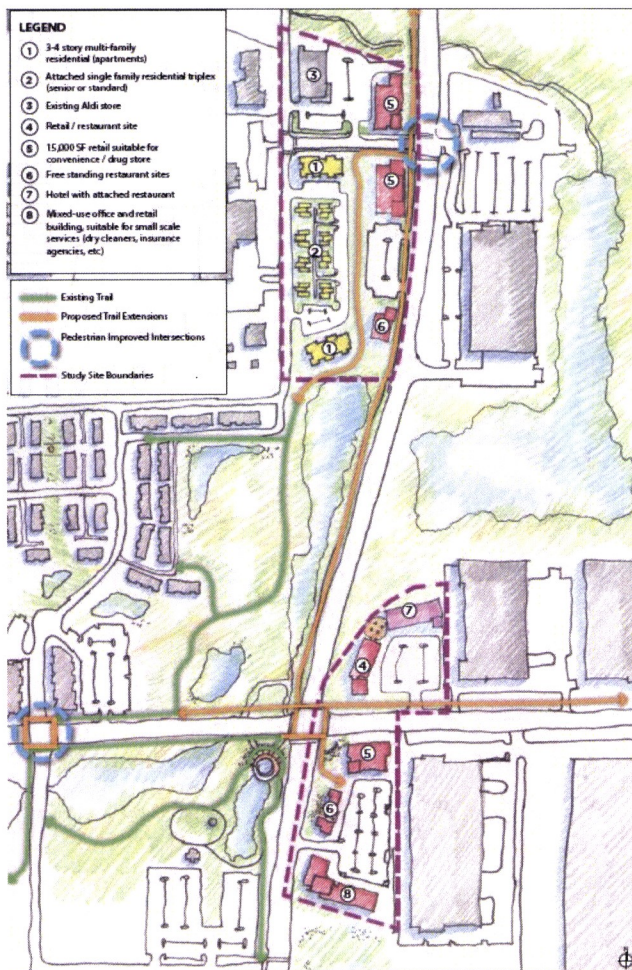 LEGEND
1 3-4 story multi-family
residential (apartments)
2 Attached single family residential triplex
(senior or standard)
3 Existing Aldi store
4 Retail / restaurant site
5 15,000 SF retail suitable for
convenience / drug store
6 Free standing restaurant sites
7 Hotel with attached restaurant
8 Mixed-use office and retail
building, suitable for small scale
services (dry cleaners, insurance
agencies, etc)
Existing Trail
Proposed Trail Extensions
Pedestrian Improved Intersections
Study Site Boundaries
3
5
1
5
2
6
1
7
4
5
6
8
N